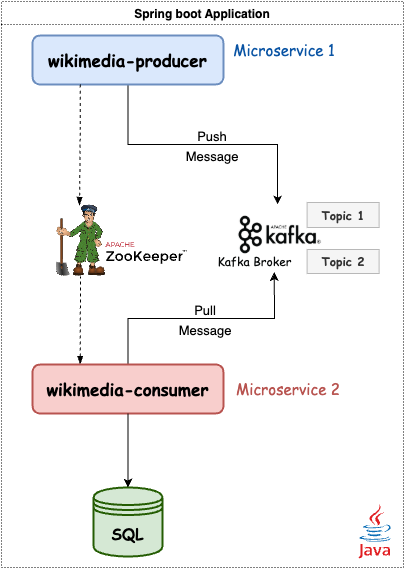 Spring boot Application
wikimedia-producer
Microservice 1
Push
Message
APACHE
ZooKeeper™
APACHE
kafka®
Kafka Broker
Topic 1
Topic 2
Pull
Message
wikimedia-consumer
Microservice 2
SQL
Java